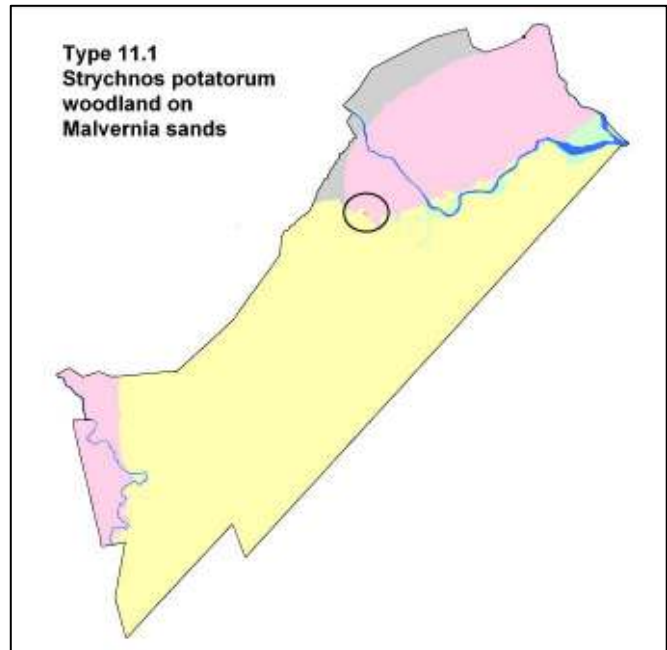 Type 11.1
Strychnos potatorum
woodland on
Malvernia sands